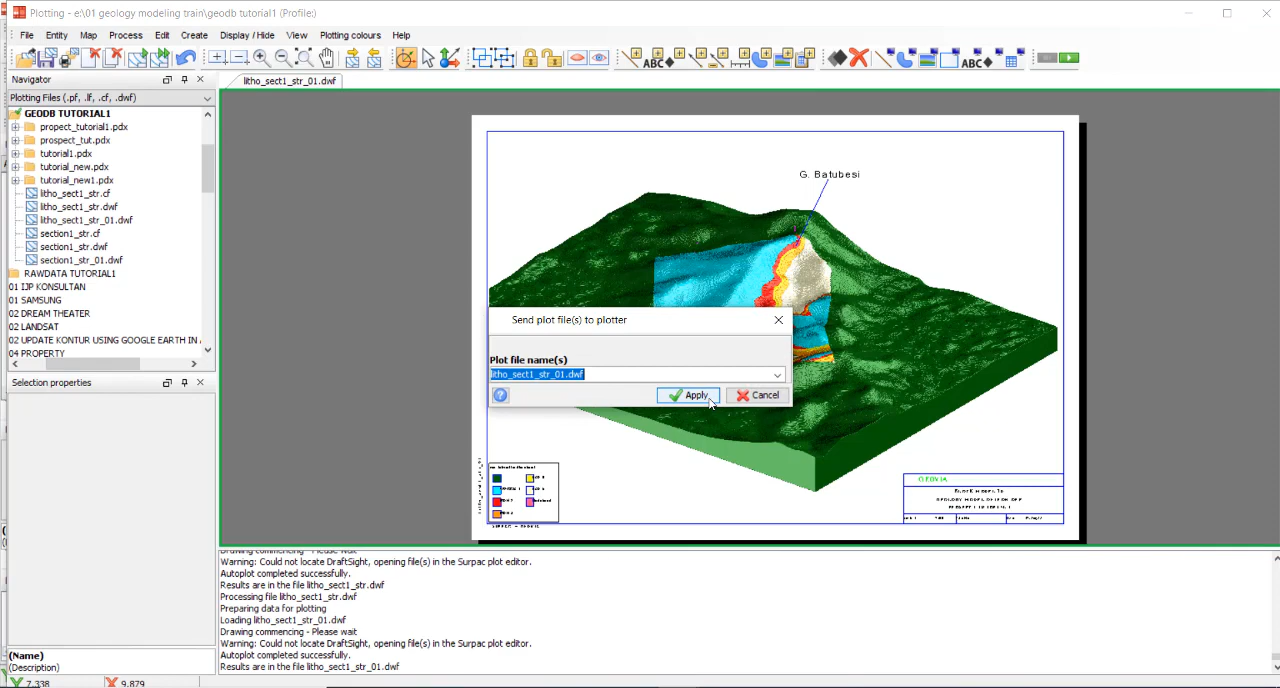 Plotting - e:\01 geology modeling train\geodb tutorial1 (Profile:)
File Entity Map Process Edit Create Display / Hide View Plotting colours Help
ABC ABC
Navigator
litho_sect1_str_01.dwf
Plotting Files (.pf, .lf, .cf, .dwf)
GEODB TUTORIAL1
propect_tutorial1.pdx
prospect_tut.pdx
tutorial1.pdx
tutorial_new.pdx
tutorial_new1.pdx
litho_sect1_str.cf
litho_sect1_str.dwf
litho_sect1_str_01.dwf
section1_str.cf
section1_str.dwf
section1_str_01.dwf
RAWDATA TUTORIAL1
01 IJP KONSULTAN
01 SAMSUNG
02 DREAM THEATER
02 LANDSAT
02 UPDATE KONTUR USING GOOGLE EARTH IN
04 PROPERTY
Selection properties
(Name)
(Description)
7.338 9.879
G. Batubesi
Send plot file(s) to plotter
Plot file name(s)
litho_sect1_str_01.dwf
Apply Cancel
Drawing commencing - Please wait
Warning: Could not locate DraftSight, opening file(s) in the Surpac plot editor.
Autoplot completed successfully.
Results are in the file litho_sect1_str.dwf
Processing file litho_sect1_str.dwf
Preparing data for plotting
Loading litho_sect1_str_01.dwf
Drawing commencing - Please wait
Warning: Could not locate DraftSight, opening file(s) in the Surpac plot editor.
Autoplot completed successfully.
Results are in the file litho_sect1_str_01.dwf